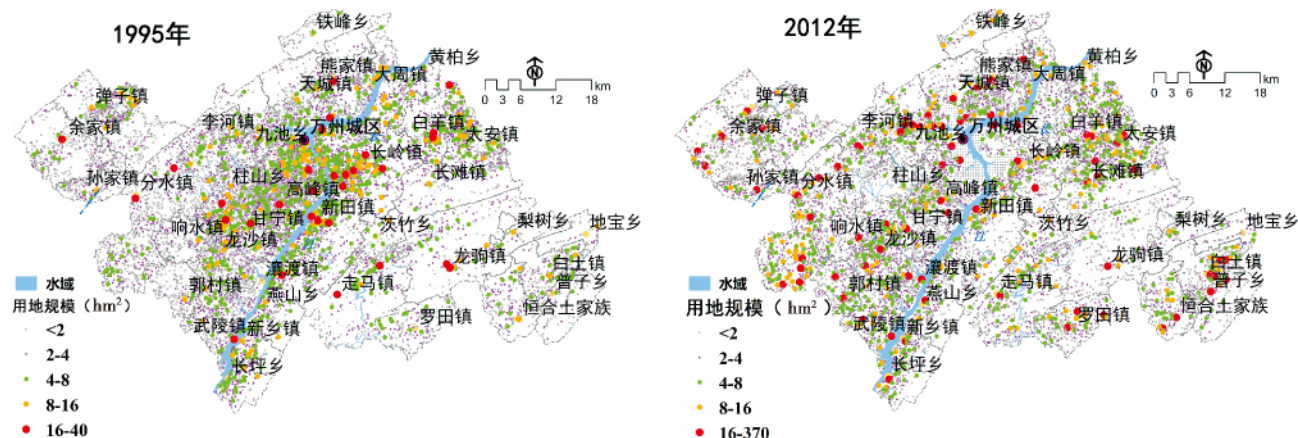 1995年
铁峰乡
黄柏乡
熊家镇
大周镇
天城镇
弹子镇
余家镇
李河镇
九池乡
万州城区
白羊镇
太安镇
长岭镇
长滩镇
孙家镇
分水镇
柱山乡
高峰镇
响水镇
甘宁镇
新田镇
龙沙镇
茨竹乡
梨树乡
地宝乡
龙驹镇
白土镇
普子乡
瀼渡镇
走马镇
郭村镇
燕山乡
恒合土家族
罗田镇
武陵镇
新乡镇
长坪乡
N
km
0 3 6 12 18
水域
用地规模（hm²）
<2
2-4
4-8
8-16
16-40
2012年
铁峰乡
黄柏乡
熊家镇
大周镇
天城镇
弹子镇
余家镇
李河镇
九池乡
万州城区
白羊镇
太安镇
长岭镇
长滩镇
孙家镇
分水镇
柱山乡
高峰镇
响水镇
甘宁镇
新田镇
龙沙镇
茨竹乡
梨树乡
地宝乡
江
龙驹镇
白土镇
普子乡
瀼渡镇
走马镇
郭村镇
燕山乡
恒合土家族
罗田镇
武陵镇
新乡镇
长坪乡
N
km
0 3 6 12 18
水域
用地规模（hm²）
<2
2-4
4-8
8-16
16-370